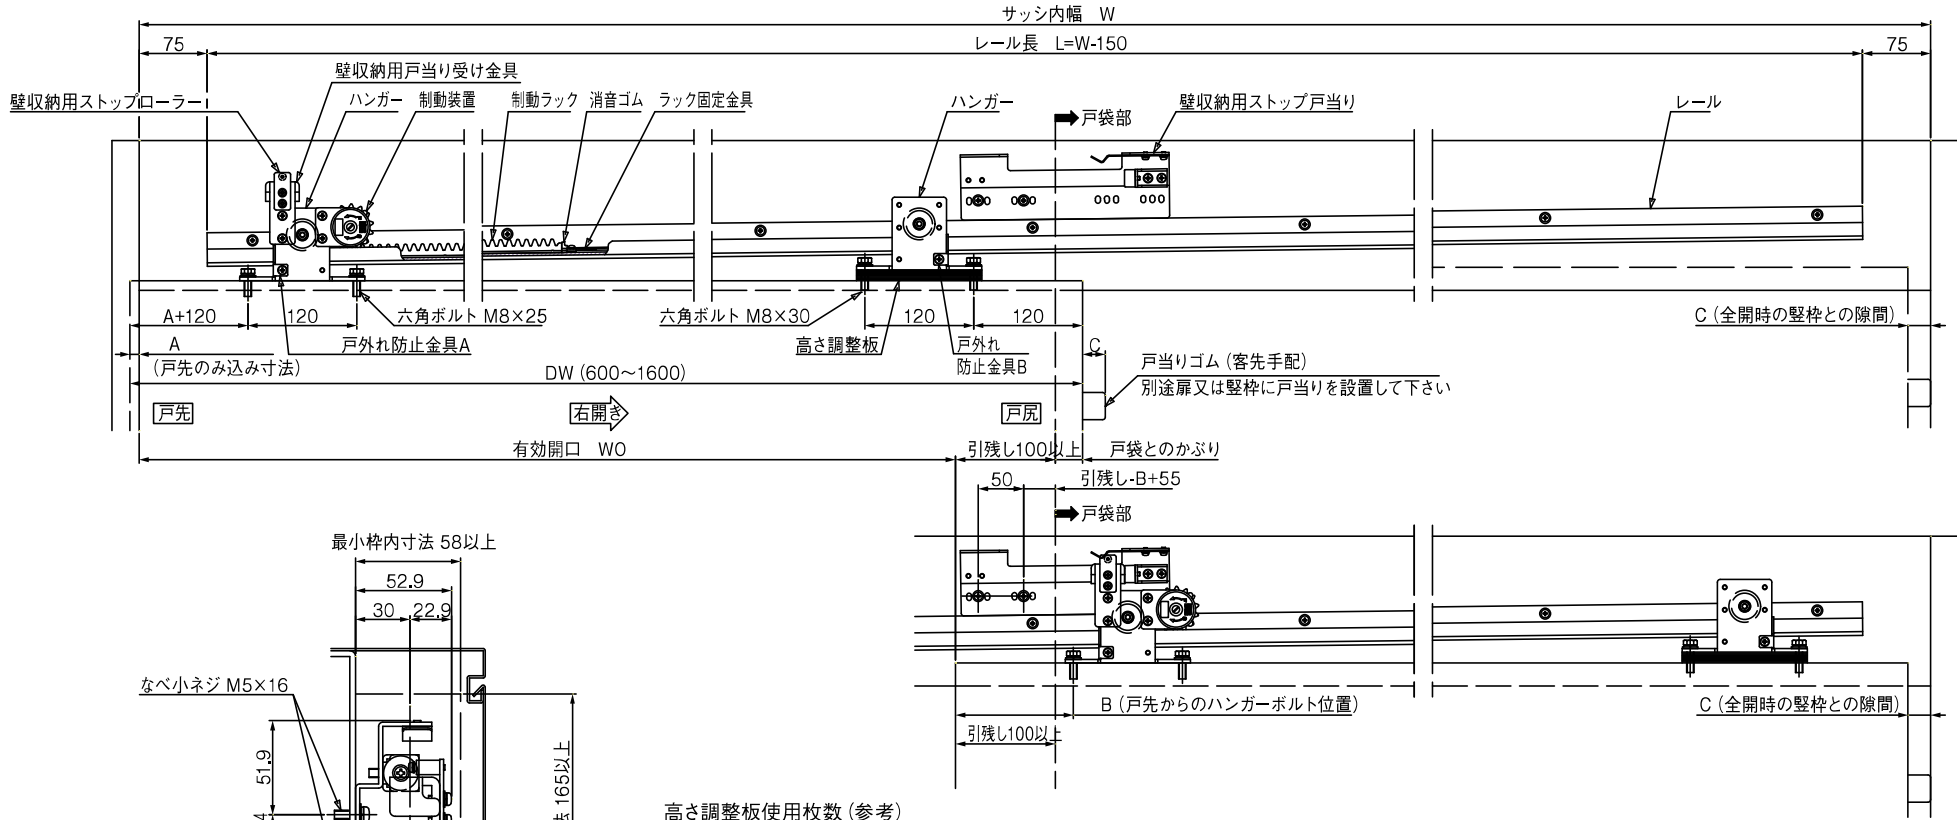 サッシ内幅 W
75
レール長 L=W-150
75
壁収納用戸当り受け金具
壁収納用ストップローラー
ハンガー
制動装置
制動ラック
消音ゴム
ラック固定金具
ハンガー
戸袋部
壁収納用ストップ戸当り
レール
A+120
120
六角ボルト M8×25
六角ボルト M8×30
120
120
C (全開時の竪枠との隙間)
A
(戸先のみ込み寸法)
戸外れ防止金具A
高さ調整板
戸外れ
防止金具B
C
戸当りゴム (客先手配)
別途扉又は竪枠に戸当りを設置して下さい
DW (600～1600)
戸先
右開き
戸尻
有効開口 WO
引残し100以上
戸袋とのかぶり
50
引残し-B+55
戸袋部
最小枠内寸法 58以上
52.9
30
22.9
なべ小ネジ M5×16
51.9
165以上
B (戸先からのハンガーボルト位置)
C (全開時の竪枠との隙間)
引残し100以上
高さ調整板使用枚数 (参考)